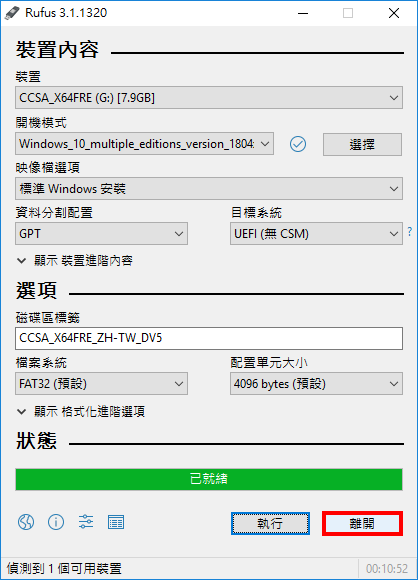 Rufus 3.1.1320
裝置內容
裝置
CCSA_X64FRE (G:) [7.9GB]
開機模式
Windows_10_multiple_editions_version_1804
選擇
映像檔選項
標準 Windows 安裝
資料分割配置 目標系統
GPT UEFI (無 CSM) ?
顯示 裝置進階內容
選項
磁碟區標籤
CCSA_X64FRE_ZH-TW_DV5
檔案系統 配置單元大小
FAT32 (預設) 4096 bytes (預設)
顯示 格式化進階選項
狀態
已就緒
執行 離開
偵測到 1 個可用裝置 00:10:52